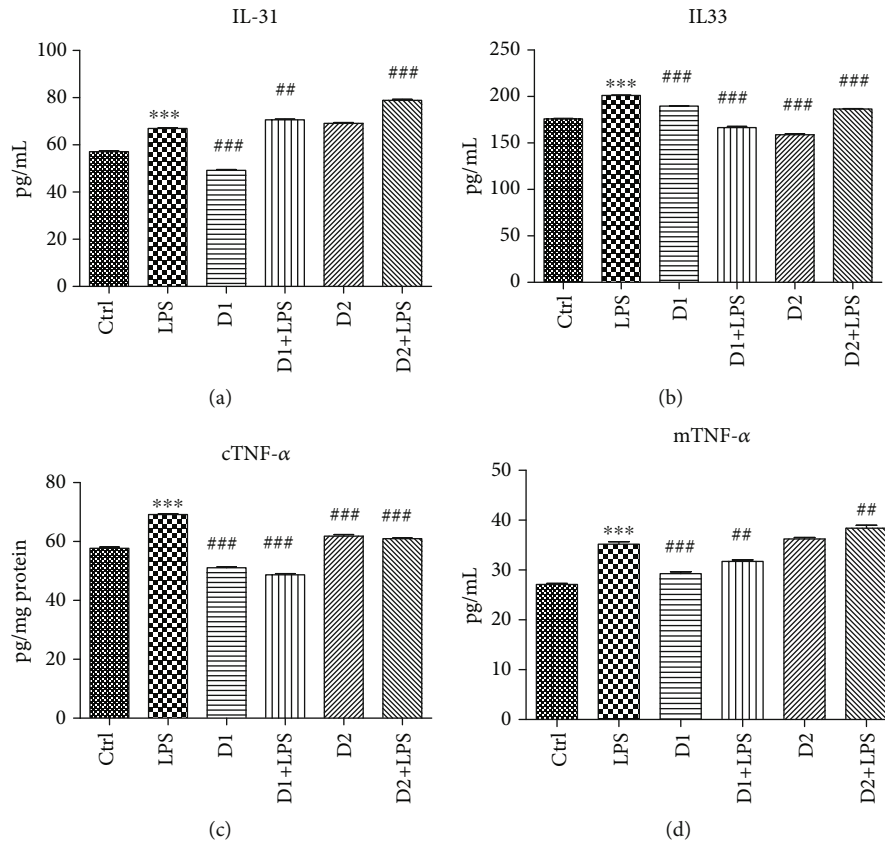 IL-31
pg/mL
100
80
60
40
20
0
***
###
##
###
Ctrl
LPS
D1
D1+LPS
D2
D2+LPS
(a)
IL33
pg/mL
250
200
150
100
50
0
***
###
###
###
###
Ctrl
LPS
D1
D1+LPS
D2
D2+LPS
(b)
cTNF-α
pg/mg protein
80
60
40
20
0
***
###
###
###
###
Ctrl
LPS
D1
D1+LPS
D2
D2+LPS
(c)
mTNF-α
pg/mL
50
40
30
20
10
0
***
###
##
##
Ctrl
LPS
D1
D1+LPS
D2
D2+LPS
(d)